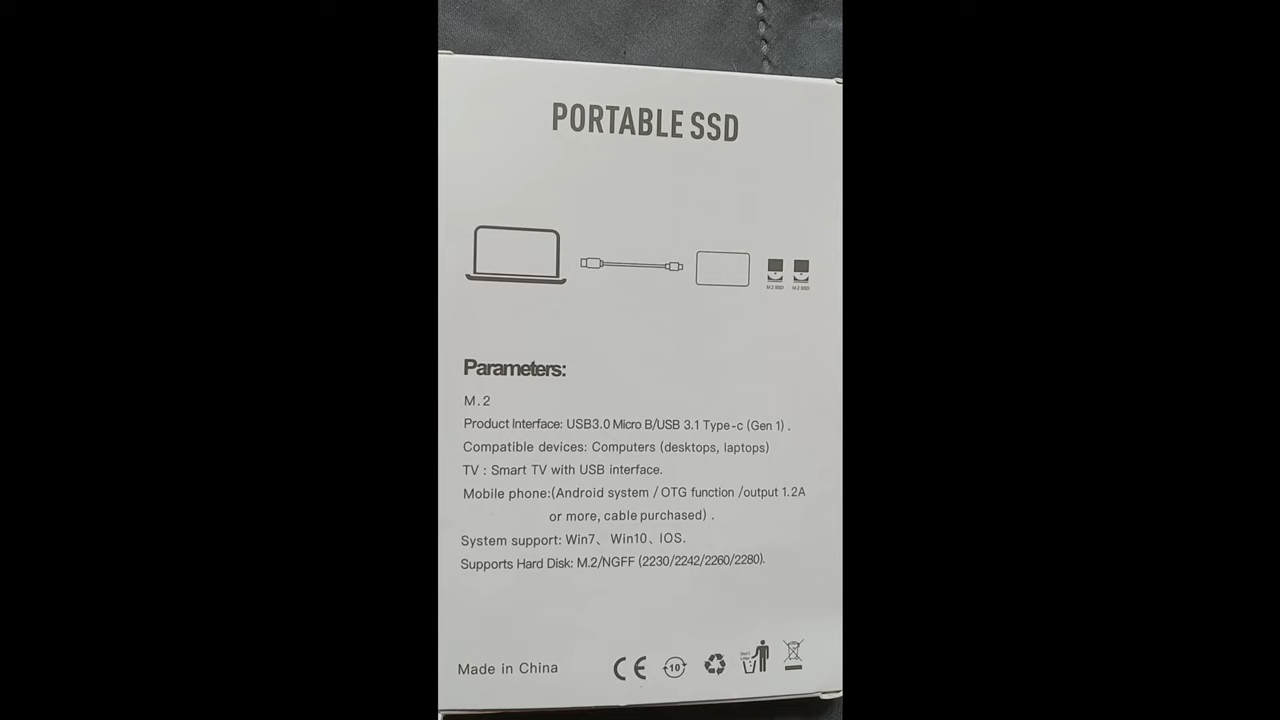 PORTABLE SSD
M.2 SSD M.2 SSD
Parameters:
M.2
Product Interface: USB3.0 Micro B/USB 3.1 Type-c (Gen 1) .
Compatible devices: Computers (desktops, laptops)
TV : Smart TV with USB interface.
Mobile phone:(Android system / OTG function /output 1.2A
or more, cable purchased) .
System support: Win7、 Win10、IOS.
Supports Hard Disk: M.2/NGFF (2230/2242/2260/2280).
Made in China
CE
10